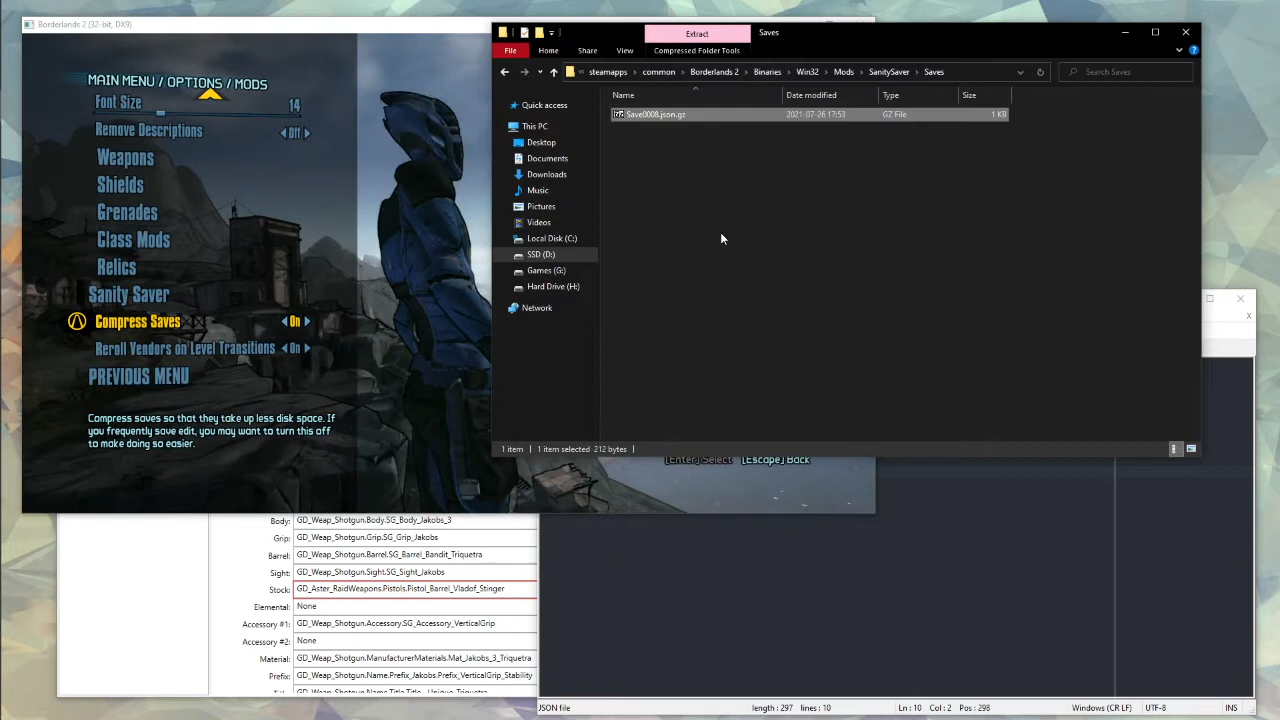 Borderlands 2 (32-bit, DX9)
MAIN MENU / OPTIONS / MODS
Font Size 14
Remove Descriptions Off
Weapons
Shields
Grenades
Class Mods
Relics
Sanity Saver
Compress Saves On
Reroll Vendors on Level Transitions On
PREVIOUS MENU
Compress saves so that they take up less disk space. If
you frequently save edit, you may want to turn this off
to make doing so easier.
[Enter] Select [Escape] Back
Extract Saves
File Home Share View Compressed Folder Tools
« steamapps › common › Borderlands 2 › Binaries › Win32 › Mods › SanitySaver › Saves
Search Saves
Name Date modified Type Size
Save0008.json.gz 2021-07-26 17:53 GZ File 1 KB
Quick access
This PC
Desktop
Documents
Downloads
Music
Pictures
Videos
Local Disk (C:)
SSD (D:)
Games (G:)
Hard Drive (H:)
Network
1 item 1 item selected 212 bytes
X
Body: GD_Weap_Shotgun.Body.SG_Body_Jakobs_3
Grip: GD_Weap_Shotgun.Grip.SG_Grip_Jakobs
Barrel: GD_Weap_Shotgun.Barrel.SG_Barrel_Bandit_Triquetra
Sight: GD_Weap_Shotgun.Sight.SG_Sight_Jakobs
Stock: GD_Aster_RaidWeapons.Pistols.Pistol_Barrel_Vladof_Stinger
Elemental: None
Accessory #1: GD_Weap_Shotgun.Accessory.SG_Accessory_VerticalGrip
Accessory #2: None
Material: GD_Weap_Shotgun.ManufacturerMaterials.Mat_Jakobs_3_Triquetra
Prefix: GD_Weap_Shotgun.Name.Prefix_Jakobs.Prefix_VerticalGrip_Stability
GD_Weap_Shotgun.Name.Title.Title_Unique_Triquetra
JSON file length : 297 lines : 10 Ln : 10 Col : 2 Pos : 298 Windows (CR LF) UTF-8 INS